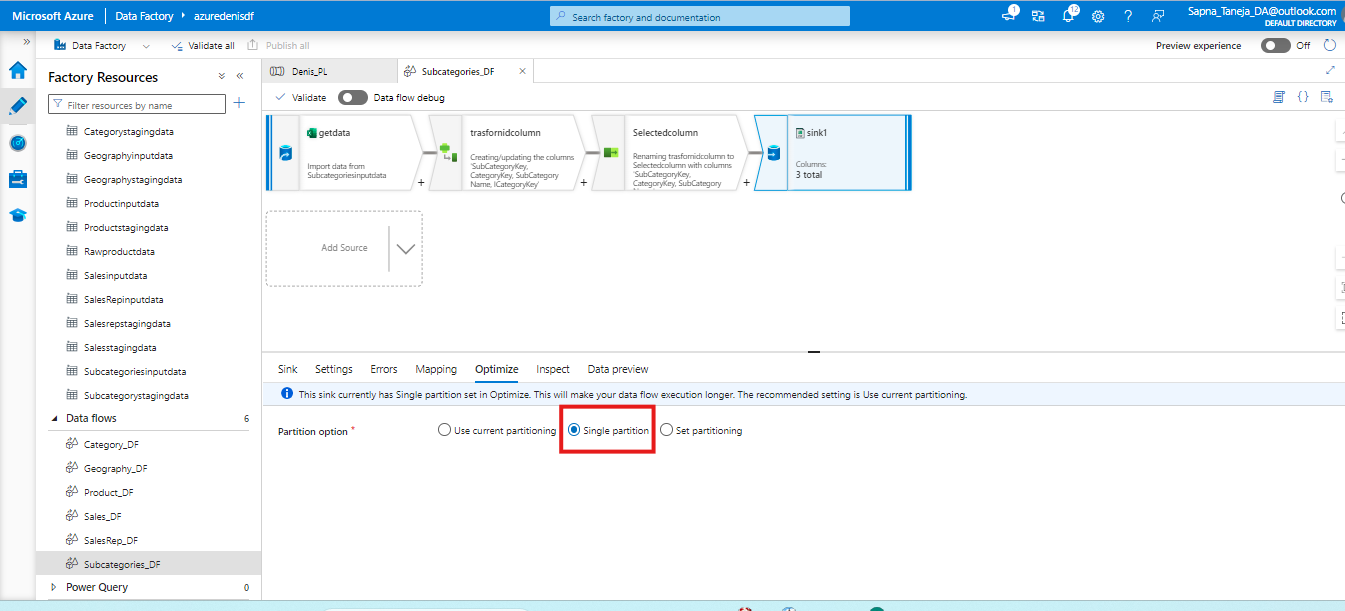 Microsoft Azure
Data Factory
azuredenisdf
Search factory and documentation
1
12
Sapna_Taneja_DA@outlook.com
DEFAULT DIRECTORY
Data Factory
Validate all
Publish all
Preview experience
Off
Factory Resources
Filter resources by name
Categorystagingdata
Geographyinputdata
Geographystagingdata
Productinputdata
Productstagingdata
Rawproductdata
Salesinputdata
SalesRepinputdata
Salesrepstagingdata
Salesstagingdata
Subcategoriesinputdata
Subcategorystagingdata
Data flows
6
Category_DF
Geography_DF
Product_DF
Sales_DF
SalesRep_DF
Subcategories_DF
Power Query
0
Denis_PL
Subcategories_DF
Validate
Data flow debug
getdata
Import data from
Subcategoriesinputdata
+
trasfornidcolumn
Creating/updating the columns
'SubCategoryKey,
CategoryKey, SubCategory
Name, ICategoryKey'
+
Selectedcolumn
Renaming trasfornidcolumn to
Selectedcolumn with columns
'SubCategoryKey,
CategoryKey, SubCategory
+
sink1
Columns:
3 total
Add Source
Sink
Settings
Errors
Mapping
Optimize
Inspect
Data preview
This sink currently has Single partition set in Optimize. This will make your data flow execution longer. The recommended setting is Use current partitioning.
Partition option *
Use current partitioning
Single partition
Set partitioning